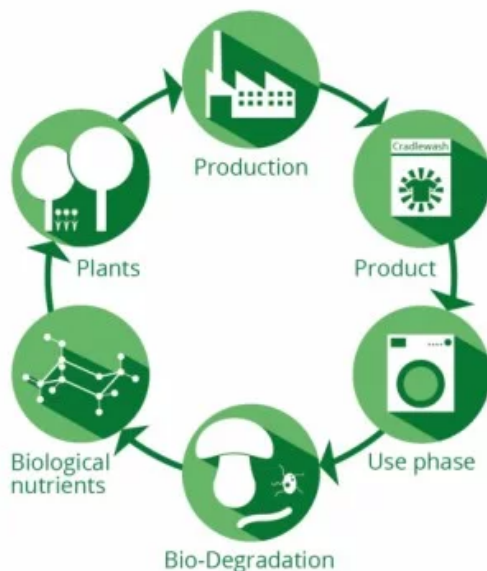 Production
Cradlewash
Product
Use phase
Bio-Degradation
Biological
nutrients
Plants